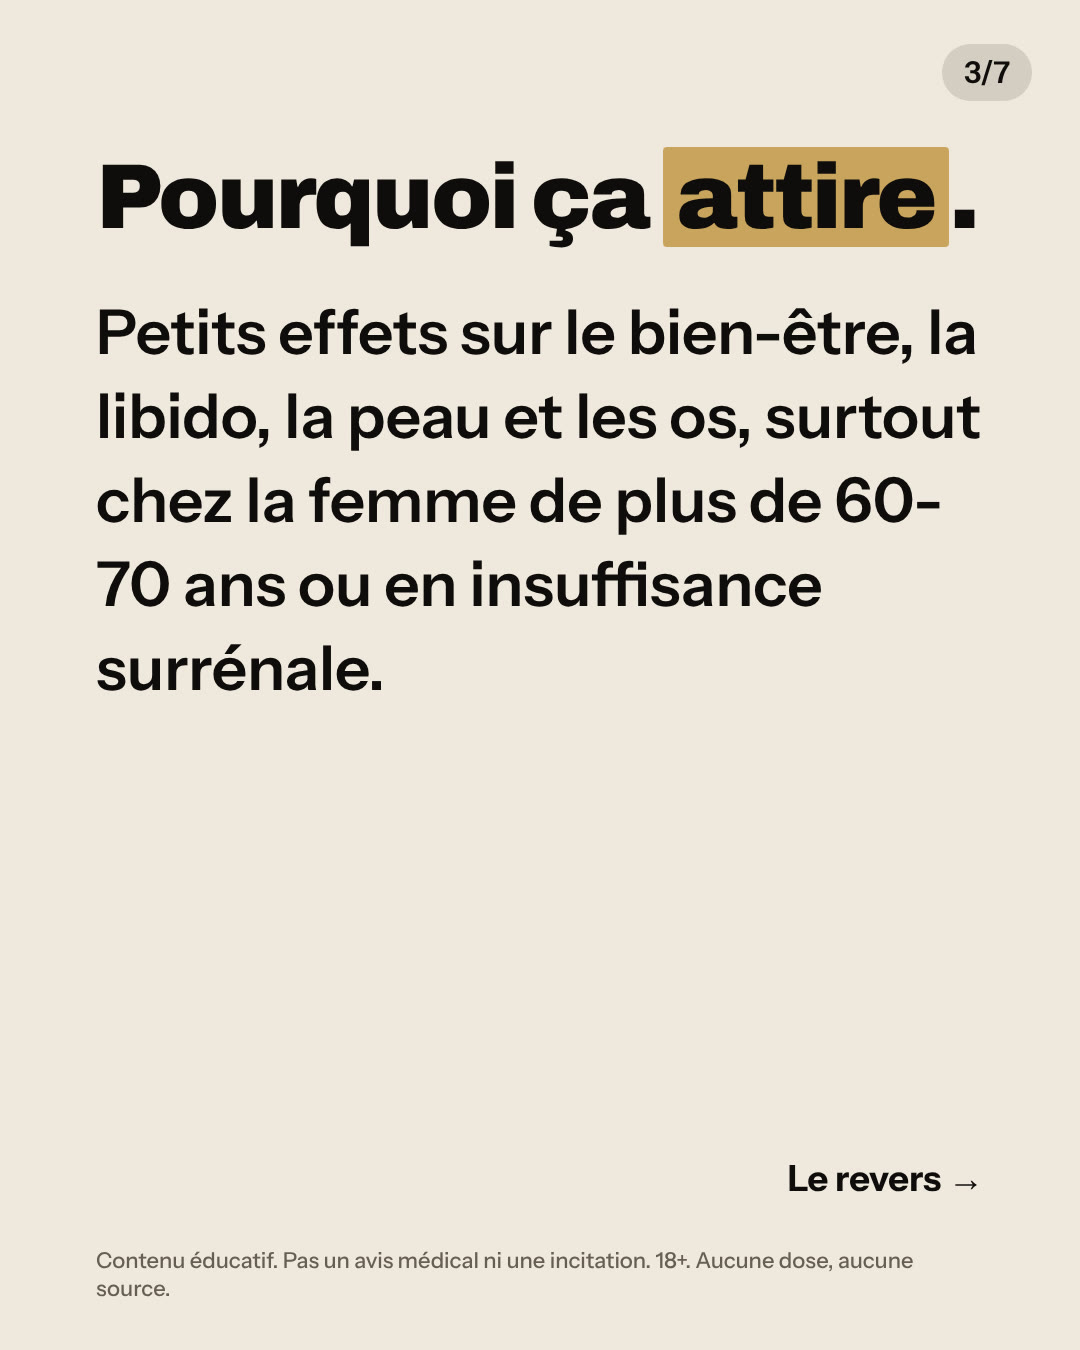 3/7
Pourquoi ça attire.
Petits effets sur le bien-être, la
libido, la peau et les os, surtout
chez la femme de plus de 60-
70 ans ou en insuffisance
surrénale.
Le revers →
Contenu éducatif. Pas un avis médical ni une incitation. 18+. Aucune dose, aucune
source.